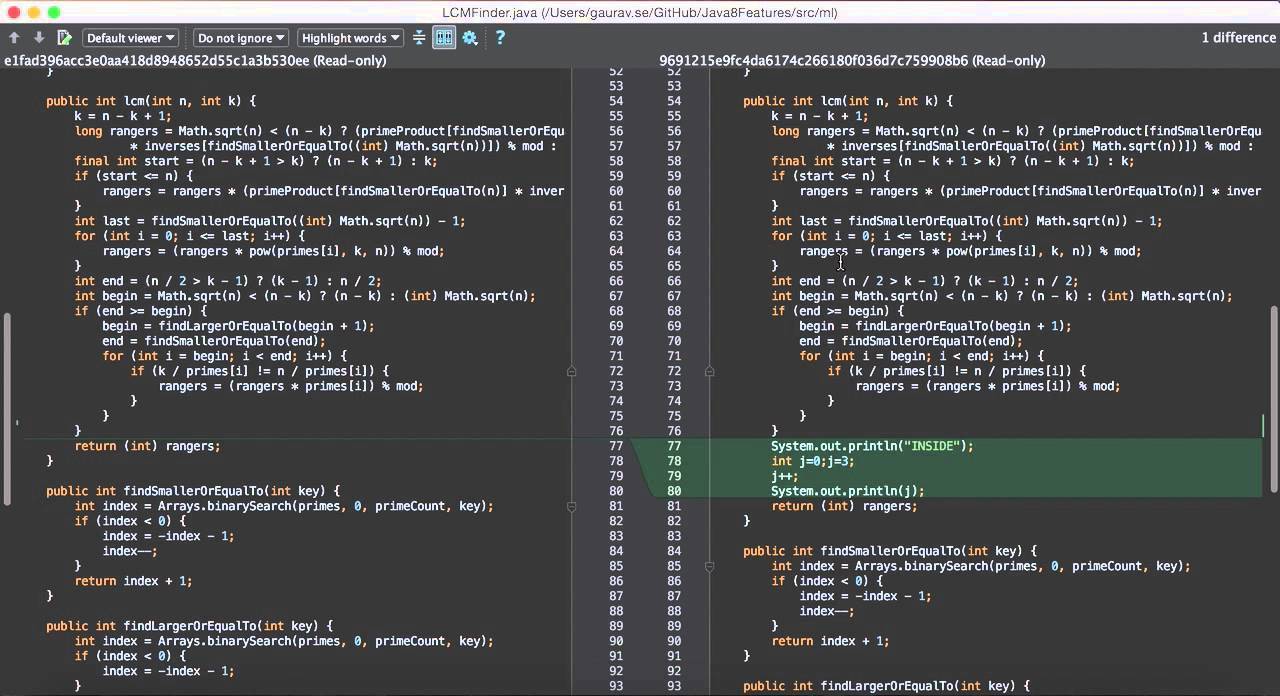 LCMFinder.java (/Users/gaurav.se/GitHub/Java8Features/src/ml)
Default viewer Do not ignore Highlight words ? 1 difference
e1fad396acc3e0aa418d8948652d55c1a3b530ee (Read-only)
}
public int lcm(int n, int k) {
k = n - k + 1;
long rangers = Math.sqrt(n) < (n - k) ? (primeProduct[findSmallerOrEqu
* inverses[findSmallerOrEqualTo((int) Math.sqrt(n))]) % mod :
final int start = (n - k + 1 > k) ? (n - k + 1) : k;
if (start <= n) {
rangers = rangers * (primeProduct[findSmallerOrEqualTo(n)] * inver
}
int last = findSmallerOrEqualTo((int) Math.sqrt(n)) - 1;
for (int i = 0; i <= last; i++) {
rangers = (rangers * pow(primes[i], k, n)) % mod;
}
int end = (n / 2 > k - 1) ? (k - 1) : n / 2;
int begin = Math.sqrt(n) < (n - k) ? (n - k) : (int) Math.sqrt(n);
if (end >= begin) {
begin = findLargerOrEqualTo(begin + 1);
end = findSmallerOrEqualTo(end);
for (int i = begin; i < end; i++) {
if (k / primes[i] != n / primes[i]) {
rangers = (rangers * primes[i]) % mod;
}
}
}
return (int) rangers;
}
public int findSmallerOrEqualTo(int key) {
int index = Arrays.binarySearch(primes, 0, primeCount, key);
if (index < 0) {
index = -index - 1;
index--;
}
return index + 1;
}
public int findLargerOrEqualTo(int key) {
int index = Arrays.binarySearch(primes, 0, primeCount, key);
if (index < 0) {
index = -index - 1;
}
52 52
53 53
54 54
55 55
56 56
57 57
58 58
59 59
60 60
61 61
62 62
63 63
64 64
65 65
66 66
67 67
68 68
69 69
70 70
71 71
72 72
73 73
74 74
75 75
76 76
77 77
78 78
79 79
80 80
81 81
82 82
83 83
84 84
85 85
86 86
87 87
88 88
89 89
90 90
91 91
92 92
93 93
9691215e9fc4da6174c266180f036d7c759908b6 (Read-only)
}
public int lcm(int n, int k) {
k = n - k + 1;
long rangers = Math.sqrt(n) < (n - k) ? (primeProduct[findSmallerOrEqu
* inverses[findSmallerOrEqualTo((int) Math.sqrt(n))]) % mod :
final int start = (n - k + 1 > k) ? (n - k + 1) : k;
if (start <= n) {
rangers = rangers * (primeProduct[findSmallerOrEqualTo(n)] * inver
}
int last = findSmallerOrEqualTo((int) Math.sqrt(n)) - 1;
for (int i = 0; i <= last; i++) {
rangers = (rangers * pow(primes[i], k, n)) % mod;
}
int end = (n / 2 > k - 1) ? (k - 1) : n / 2;
int begin = Math.sqrt(n) < (n - k) ? (n - k) : (int) Math.sqrt(n);
if (end >= begin) {
begin = findLargerOrEqualTo(begin + 1);
end = findSmallerOrEqualTo(end);
for (int i = begin; i < end; i++) {
if (k / primes[i] != n / primes[i]) {
rangers = (rangers * primes[i]) % mod;
}
}
}
System.out.println("INSIDE");
int j=0;j=3;
j++;
System.out.println(j);
return (int) rangers;
}
public int findSmallerOrEqualTo(int key) {
int index = Arrays.binarySearch(primes, 0, primeCount, key);
if (index < 0) {
index = -index - 1;
index--;
}
return index + 1;
}
public int findLargerOrEqualTo(int key) {